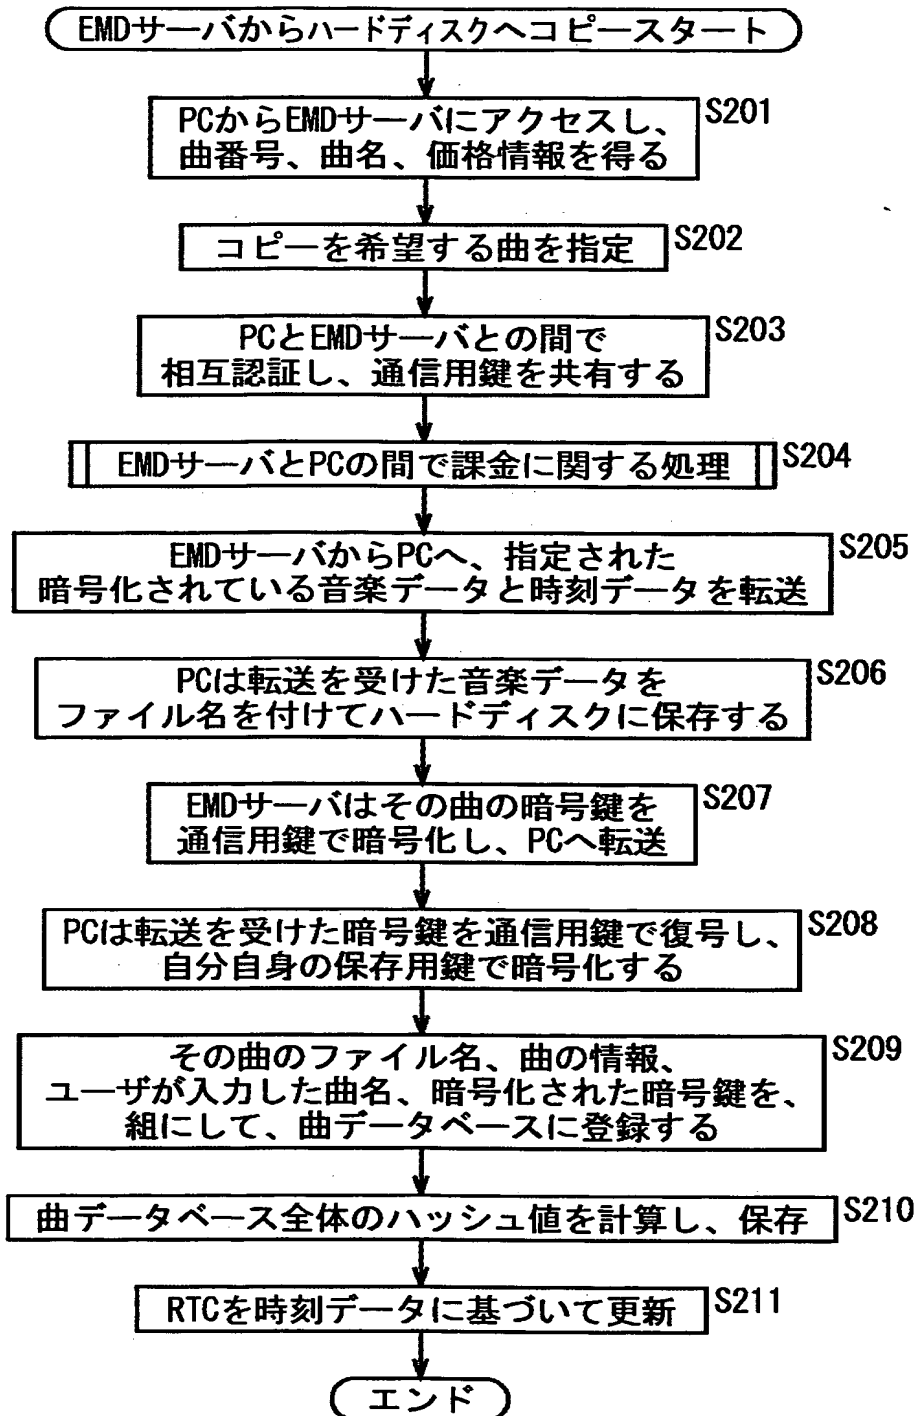 EMDサーバからハードディスクへコピースタート
PCからEMDサーバにアクセスし、
曲番号、曲名、価格情報を得る
S201
コピーを希望する曲を指定
S202
PCとEMDサーバとの間で
相互認証し、通信用鍵を共有する
S203
EMDサーバとPCの間で課金に関する処理
S204
EMDサーバからPCへ、指定された
暗号化されている音楽データと時刻データを転送
S205
PCは転送を受けた音楽データを
ファイル名を付けてハードディスクに保存する
S206
EMDサーバはその曲の暗号鍵を
通信用鍵で暗号化し、PCへ転送
S207
PCは転送を受けた暗号鍵を通信用鍵で復号し、
自分自身の保存用鍵で暗号化する
S208
その曲のファイル名、曲の情報、
ユーザが入力した曲名、暗号化された暗号鍵を、
組にして、曲データベースに登録する
S209
曲データベース全体のハッシュ値を計算し、保存
S210
RTCを時刻データに基づいて更新
S211
エンド